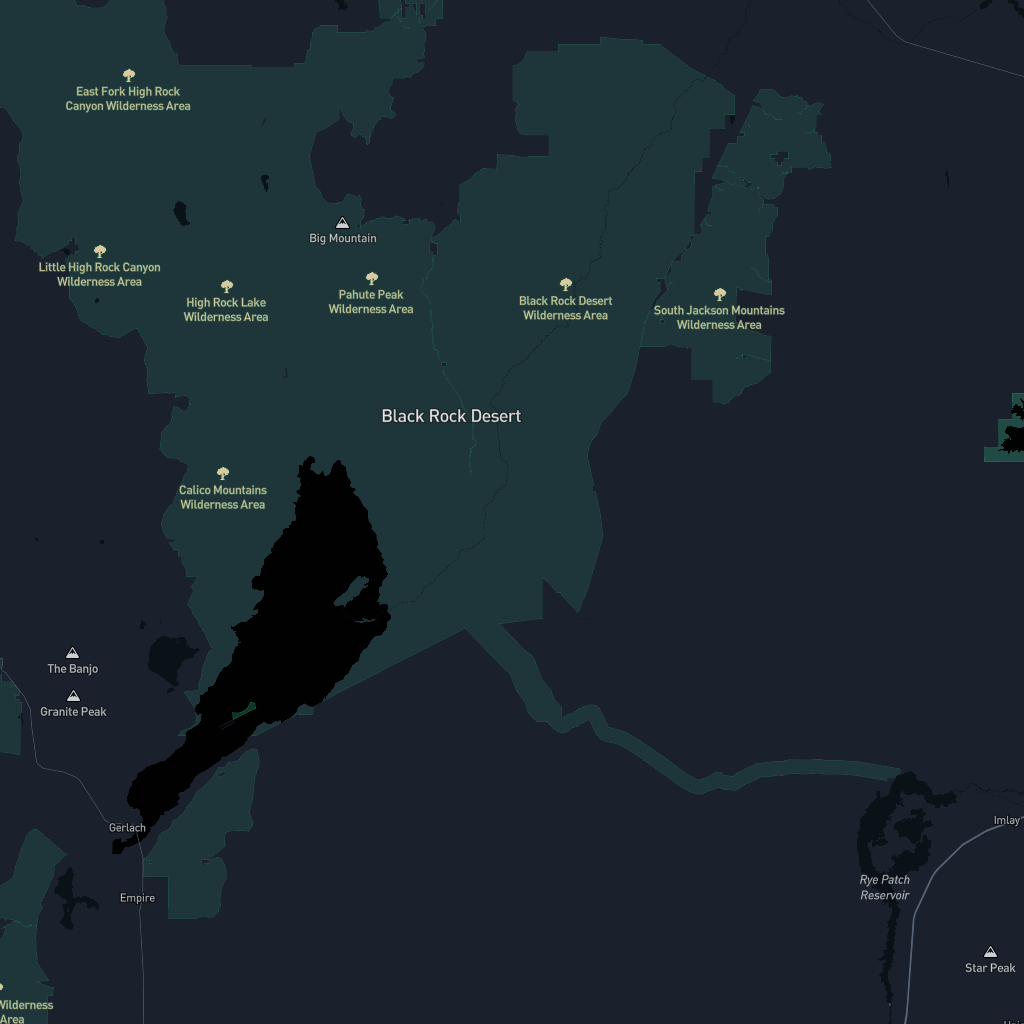 East Fork High Rock
Canyon Wilderness Area
Big Mountain
Little High Rock Canyon
Wilderness Area
High Rock Lake
Wilderness Area
Pahute Peak
Wilderness Area
Black Rock Desert
Wilderness Area
South Jackson Mountains
Wilderness Area
Black Rock Desert
Calico Mountains
Wilderness Area
The Banjo
Granite Peak
Gerlach
Imlay
Rye Patch
Reservoir
Empire
Star Peak
Wilderness
Area